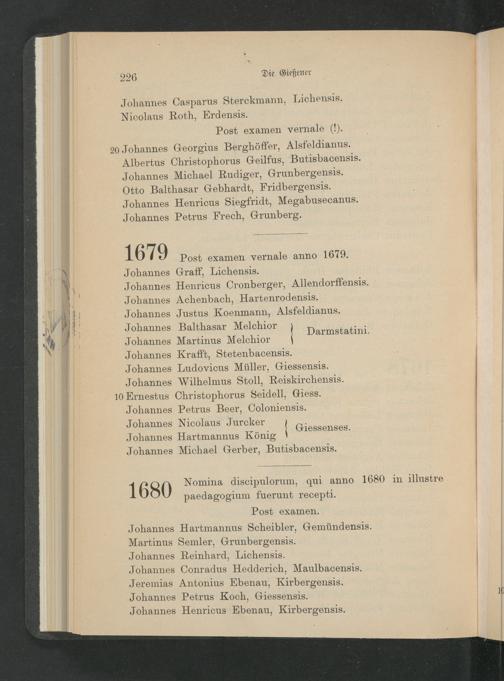 226
Die Gießener
Johannes Casparus Sterckmann, Lichensis.
Nicolaus Roth, Erdensis.
Post examen vernale (!).
20 Johannes Georgius Berghöffer, Alsfeldianus.
Albertus Christophorus Geilfus, Butisbacensis.
Johannes Michael Rudiger, Grunbergensis.
Otto Balthasar Gebhardt, Fridbergensis.
Johannes Henricus Siegfridt, Megabusecanus.
Johannes Petrus Frech, Grunberg.
1679 Post examen vernale anno 1679.
Johannes Graff, Lichensis.
Johannes Henricus Cronberger, Allendorffensis.
Johannes Achenbach, Hartenrodensis.
Johannes Justus Koenmann, Alsfeldianus.
Johannes Balthasar Melchior
Johannes Martinus Melchior } Darmstatini.
Johannes Krafft, Stetenbacensis.
Johannes Ludovicus Müller, Giessensis.
Johannes Wilhelmus Stoll, Reiskirchensis.
10 Ernestus Christophorus Seidell, Giess.
Johannes Petrus Beer, Coloniensis.
Johannes Nicolaus Jurcker
Johannes Hartmannus König } Giessenses.
Johannes Michael Gerber, Butisbacensis.
1680 Nomina discipulorum, qui anno 1680 in illustre
paedagogium fuerunt recepti.
Post examen.
Johannes Hartmannus Scheibler, Gemündensis.
Martinus Semler, Grunbergensis.
Johannes Reinhard, Lichensis.
Johannes Conradus Hedderich, Maulbacensis.
Jeremias Antonius Ebenau, Kirbergensis.
Johannes Petrus Koch, Giessensis.
Johannes Henricus Ebenau, Kirbergensis.